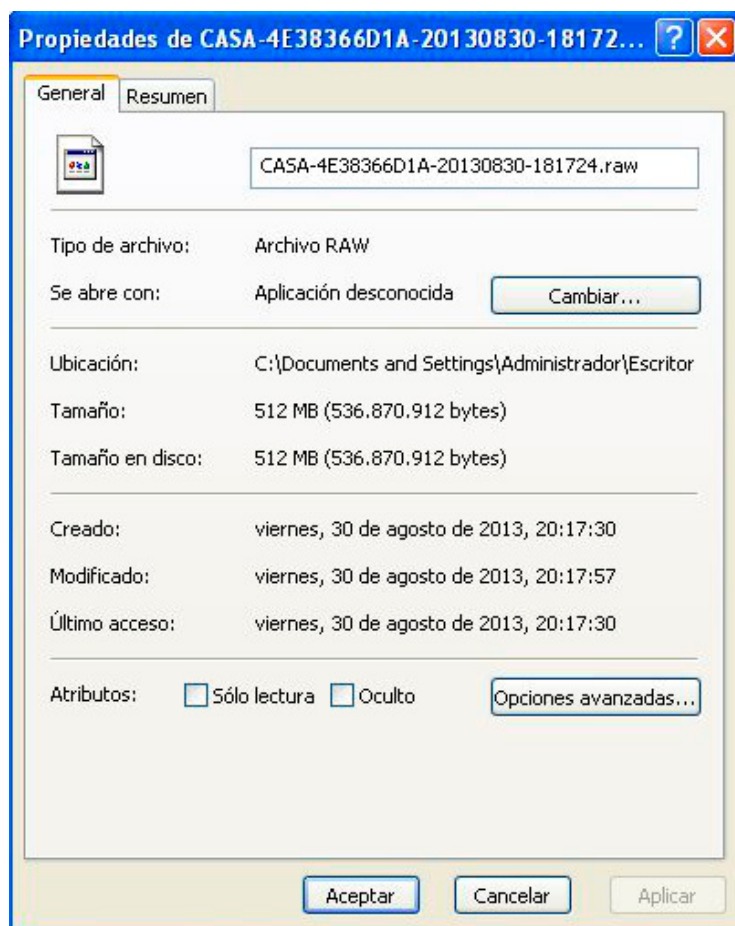 Propiedades de CASA-4E38366D1A-20130830-18172...
General Resumen
CASA-4E38366D1A-20130830-181724.raw
Tipo de archivo: Archivo RAW
Se abre con: Aplicación desconocida Cambiar...
Ubicación: C:\Documents and Settings\Administrador\Escritor
Tamaño: 512 MB (536.870.912 bytes)
Tamaño en disco: 512 MB (536.870.912 bytes)
Creado: viernes, 30 de agosto de 2013, 20:17:30
Modificado: viernes, 30 de agosto de 2013, 20:17:57
Último acceso: viernes, 30 de agosto de 2013, 20:17:30
Atributos: Sólo lectura Oculto Opciones avanzadas...
Aceptar Cancelar Aplicar